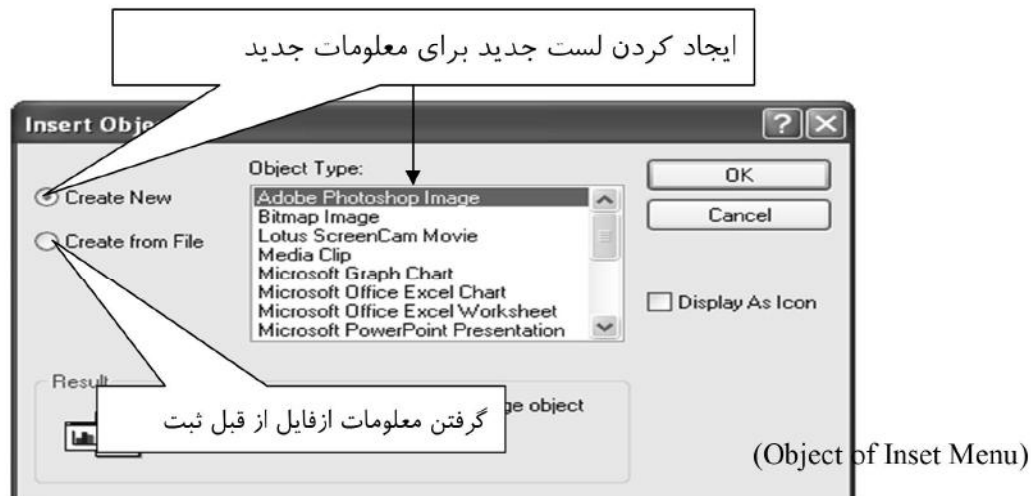 ایجاد کردن لست جدید برای معلومات جدید
Insert Obje
Object Type:
OK
Create New
Adobe Photoshop Image
Bitmap Image
Cancel
Lotus ScreenCam Movie
Create from File
Media Clip
Microsoft Graph Chart
Microsoft Office Excel Chart
Display As Icon
Microsoft Office Excel Worksheet
Microsoft PowerPoint Presentation
Result
ge object
گرفتن معلومات ازفایل از قبل ثبت
(Object of Inset Menu)